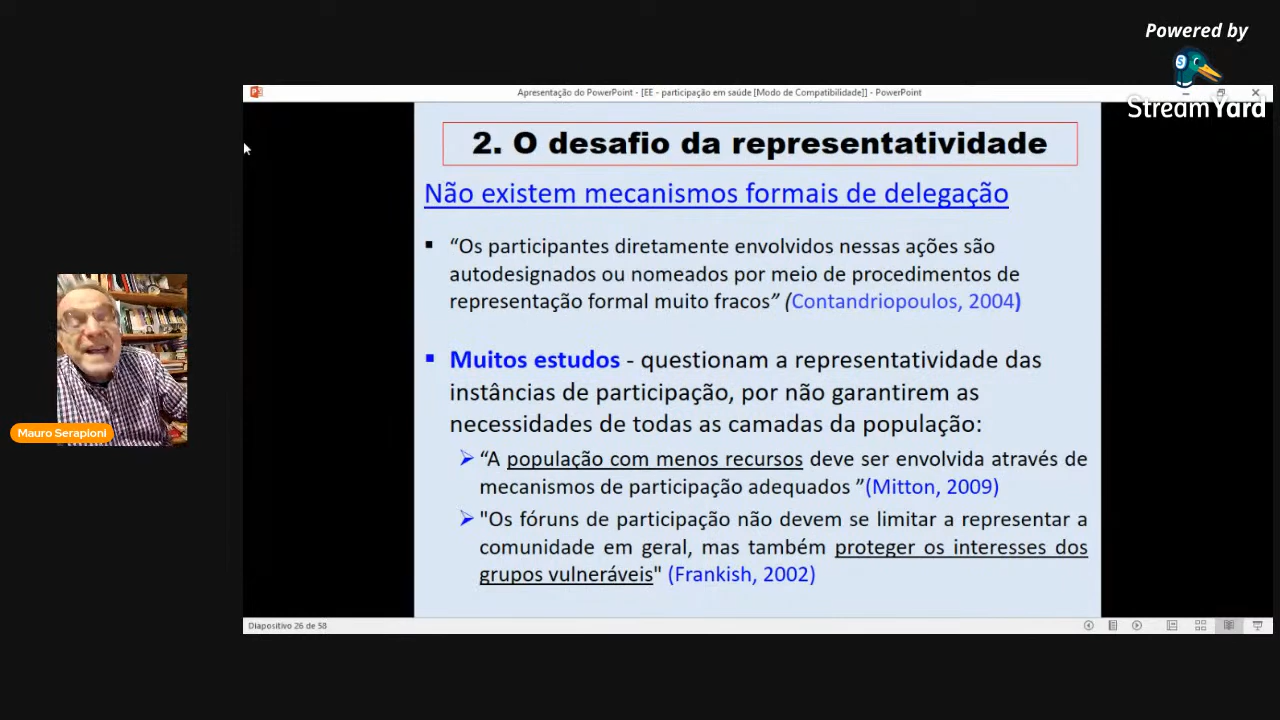 Powered by
StreamYard
Apresentação do PowerPoint - [EE - participação em saúde [Modo de Compatibilidade]] - PowerPoint
2. O desafio da representatividade
Não existem mecanismos formais de delegação
▪ “Os participantes diretamente envolvidos nessas ações são
autodesignados ou nomeados por meio de procedimentos de
representação formal muito fracos” (Contandriopoulos, 2004)
▪ Muitos estudos - questionam a representatividade das
instâncias de participação, por não garantirem as
necessidades de todas as camadas da população:
➢ “A população com menos recursos deve ser envolvida através de
mecanismos de participação adequados ”(Mitton, 2009)
➢ "Os fóruns de participação não devem se limitar a representar a
comunidade em geral, mas também proteger os interesses dos
grupos vulneráveis" (Frankish, 2002)
Mauro Serapioni
Diapositivo 26 de 58